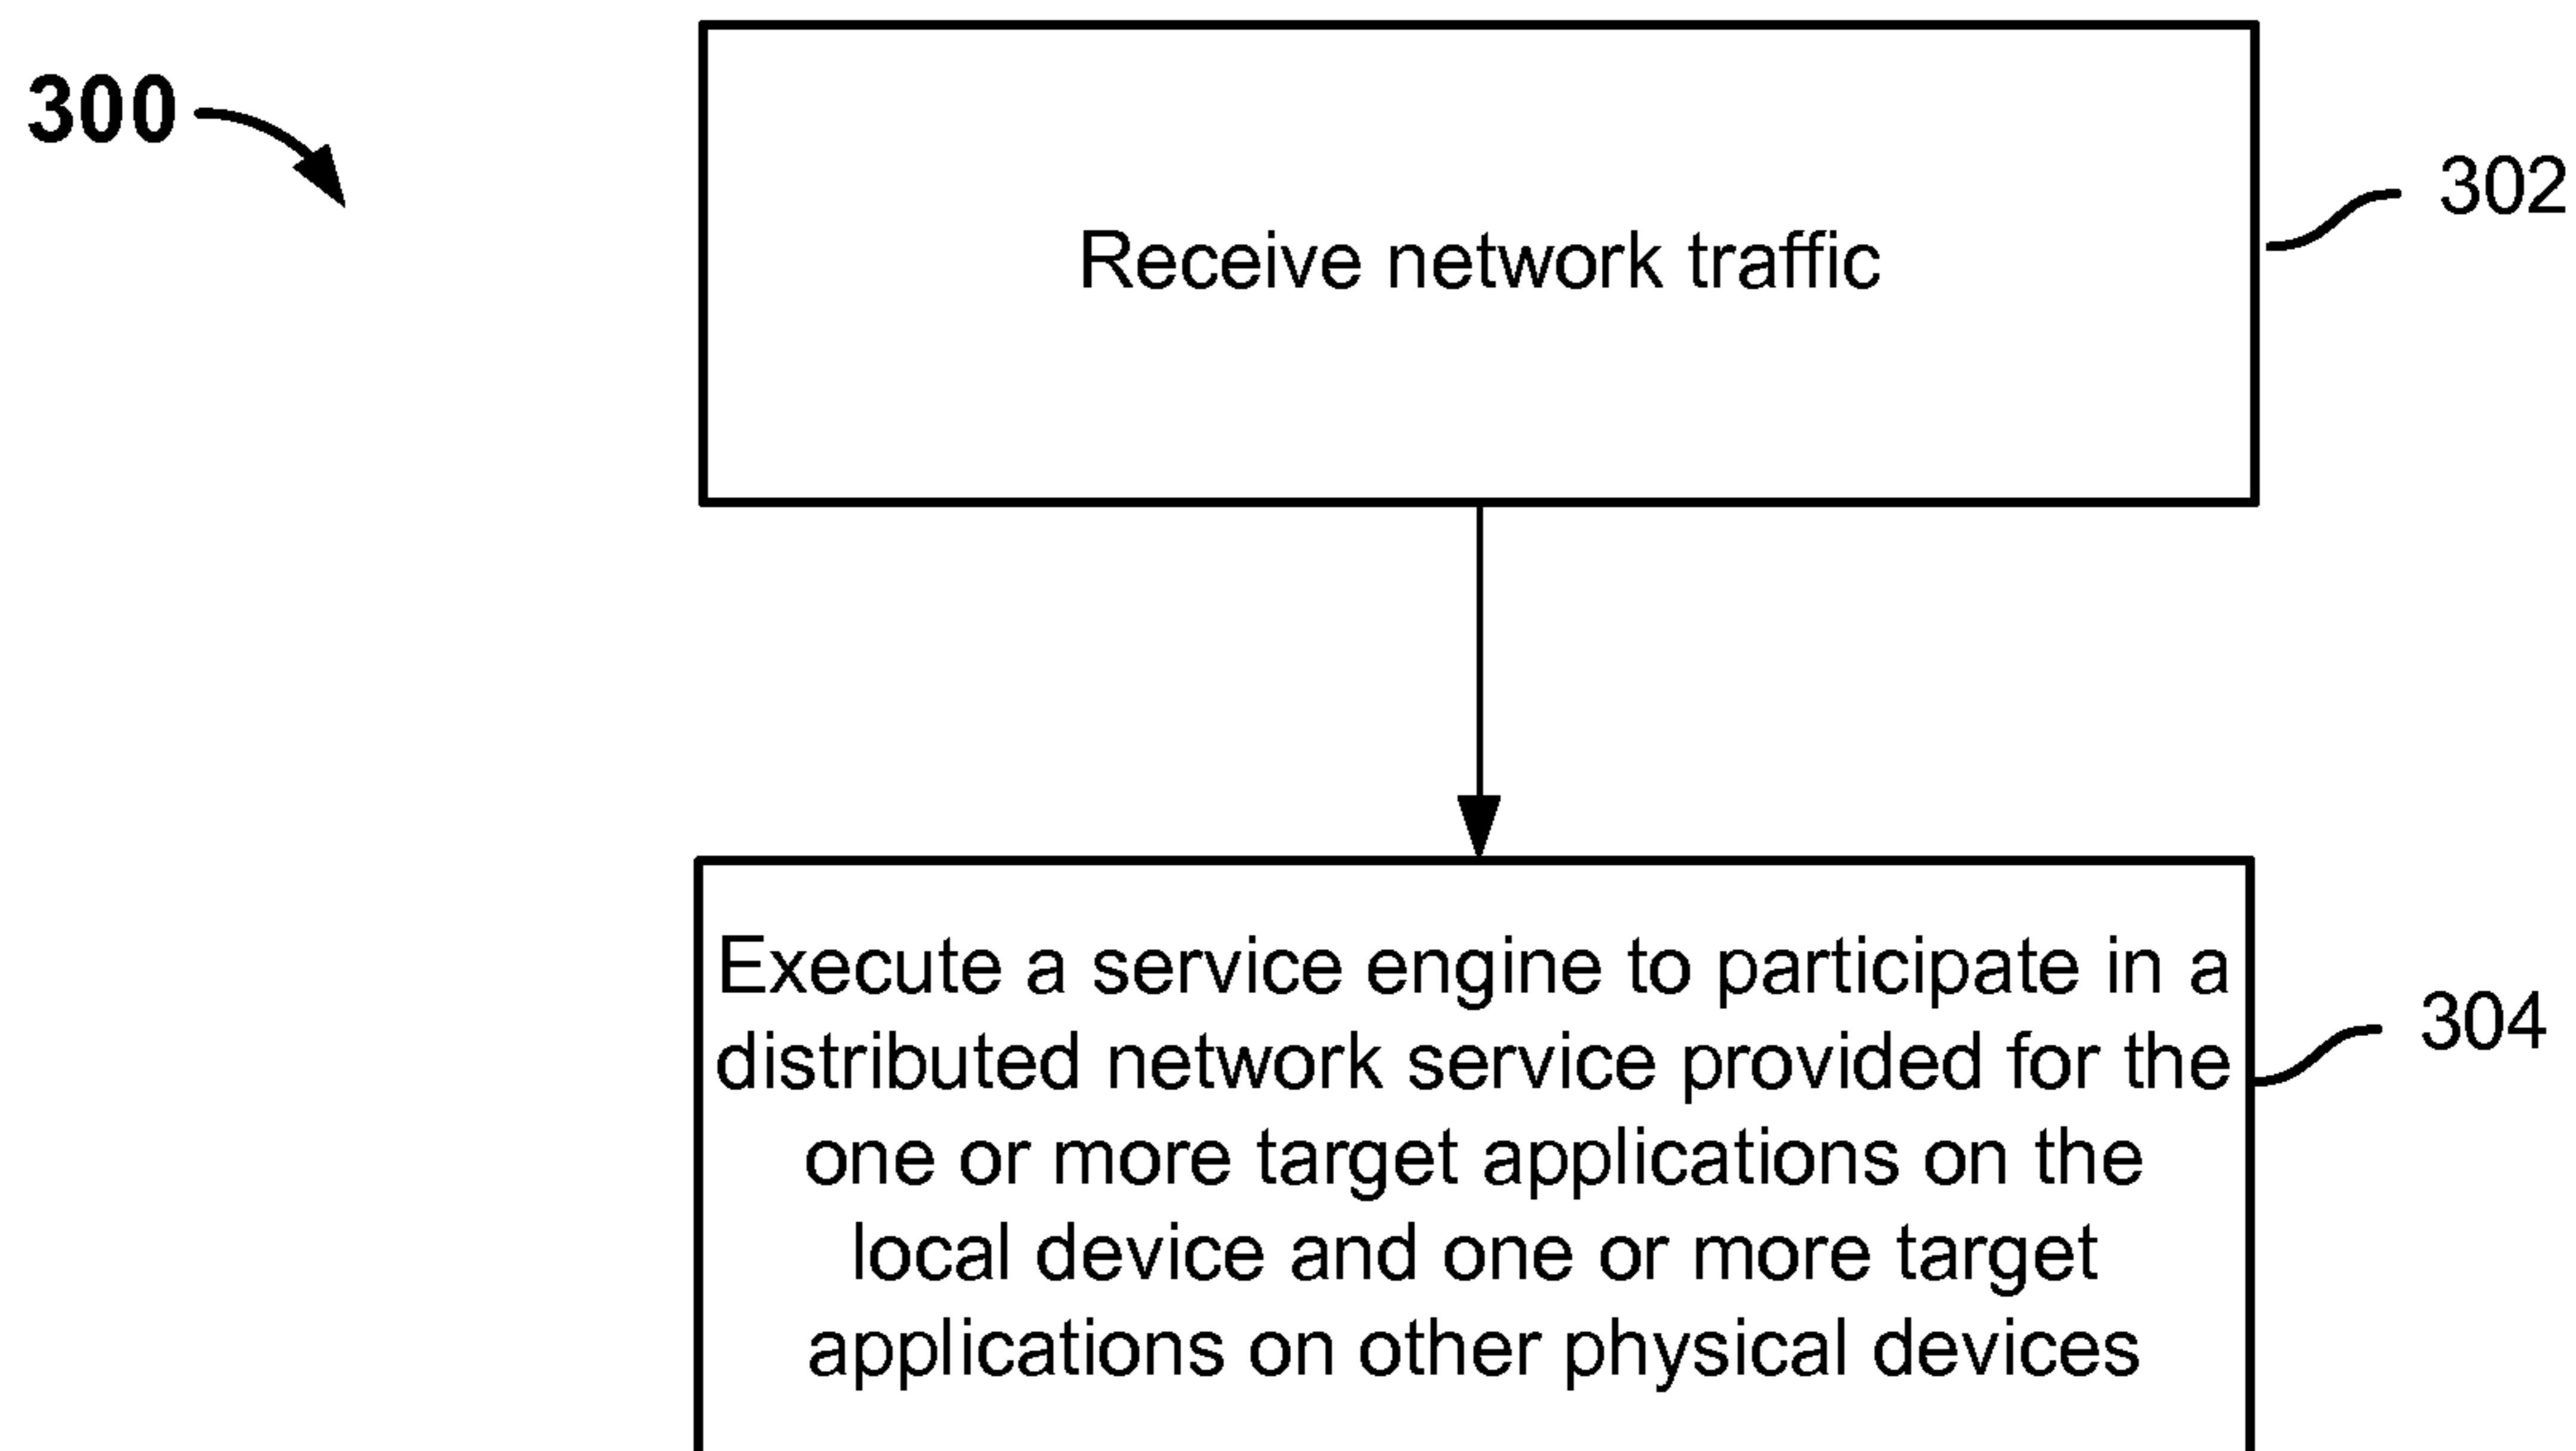 300
302
Receive network traffic
Execute a service engine to participate in a
distributed network service provided for the
304
one or more target applications on the
local device and one or more target
applications on other physical devices